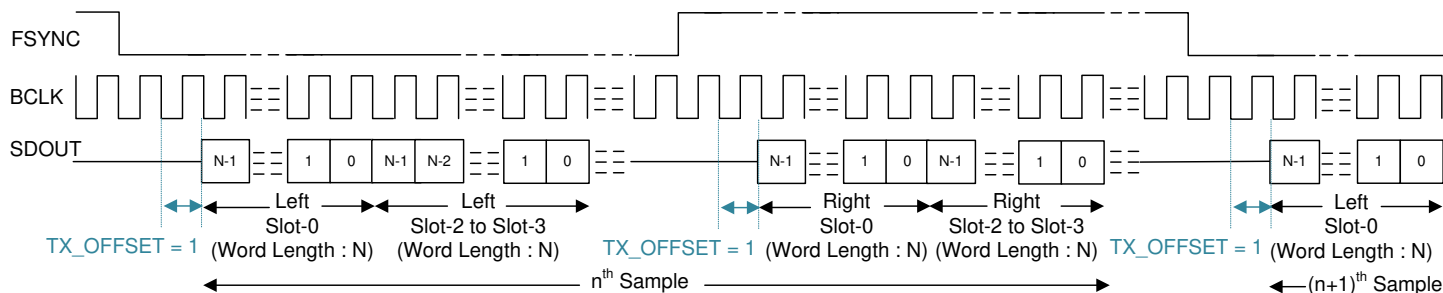 FSYNC
BCLK
SDOUT
N-1 1 0 N-1 N-2 1 0 N-1 1 0 N-1 1 0 N-1 1 0
Left Left Right Right Left
Slot-0 Slot-2 to Slot-3 Slot-0 Slot-2 to Slot-3 Slot-0
TX_OFFSET = 1 (Word Length : N) (Word Length : N) TX_OFFSET = 1 (Word Length : N) (Word Length : N) TX_OFFSET = 1 (Word Length : N)
nth Sample (n+1)th Sample